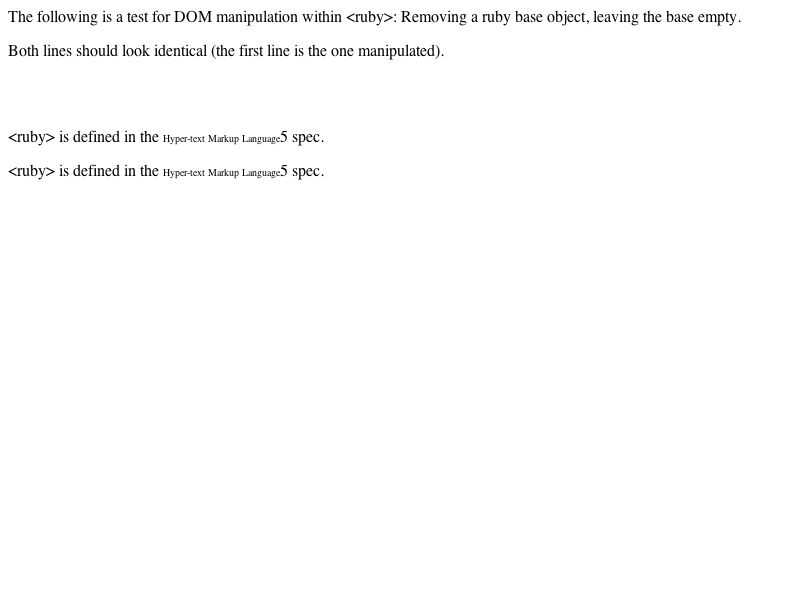 The following is a test for DOM manipulation within <ruby>: Removing a ruby base object, leaving the base empty.
Both lines should look identical (the first line is the one manipulated).
<ruby> is defined in the Hyper-text Markup Language5 spec.
<ruby> is defined in the Hyper-text Markup Language5 spec.